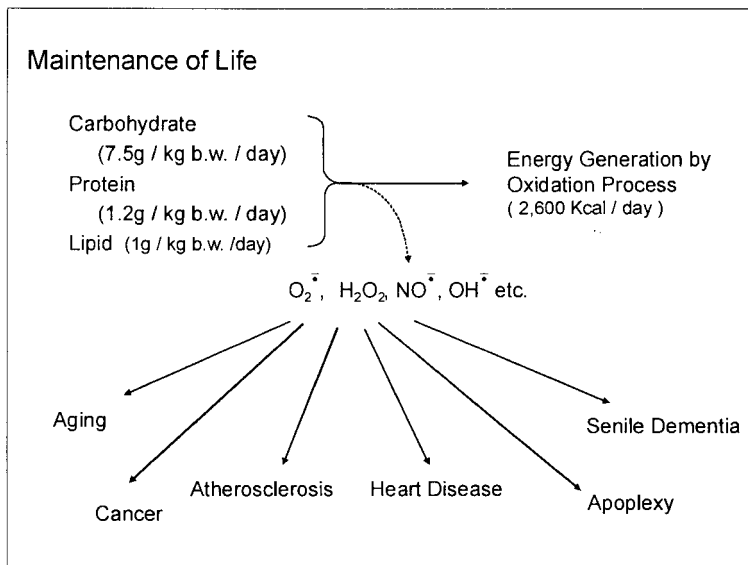 Maintenance of Life
Carbohydrate
(7.5g / kg b.w. / day)
Protein
(1.2g / kg b.w. / day)
Lipid (1g / kg b.w. /day)
Energy Generation by
Oxidation Process
( 2,600 Kcal / day )
O₂•̄, H₂O₂, NO•̄, OH•̄ etc.
Aging
Senile Dementia
Atherosclerosis
Heart Disease
Cancer
Apoplexy